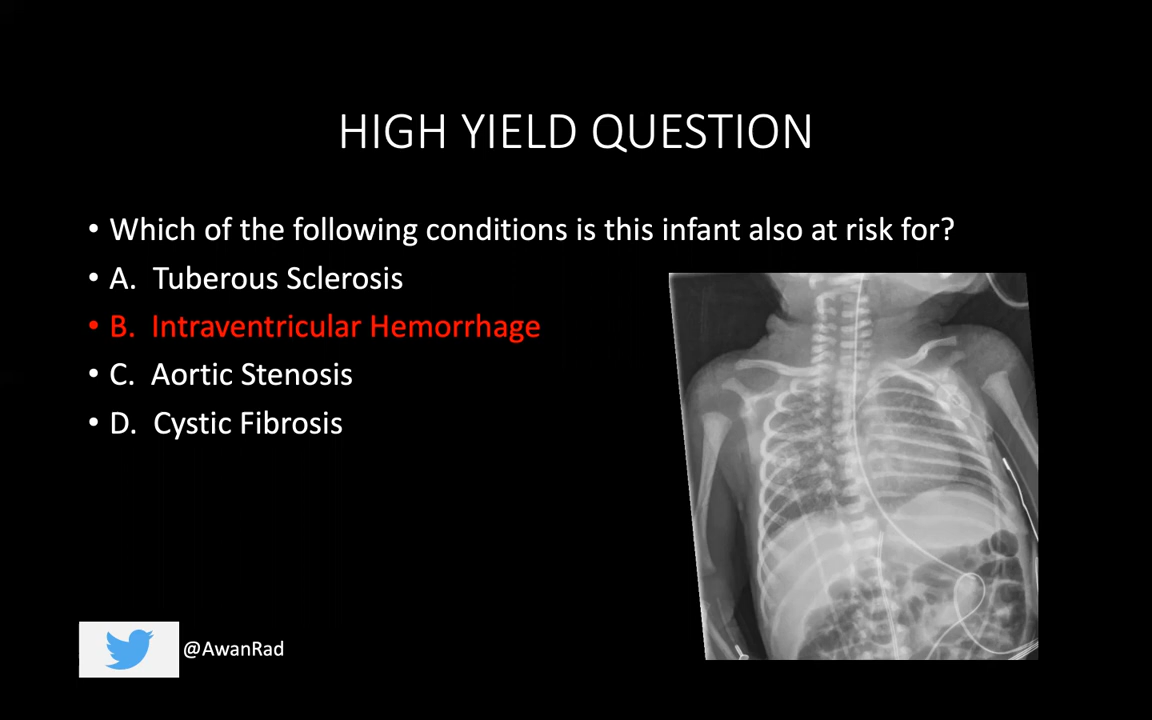 HIGH YIELD QUESTION
• Which of the following conditions is this infant also at risk for?
• A. Tuberous Sclerosis
• B. Intraventricular Hemorrhage
• C. Aortic Stenosis
• D. Cystic Fibrosis
@AwanRad